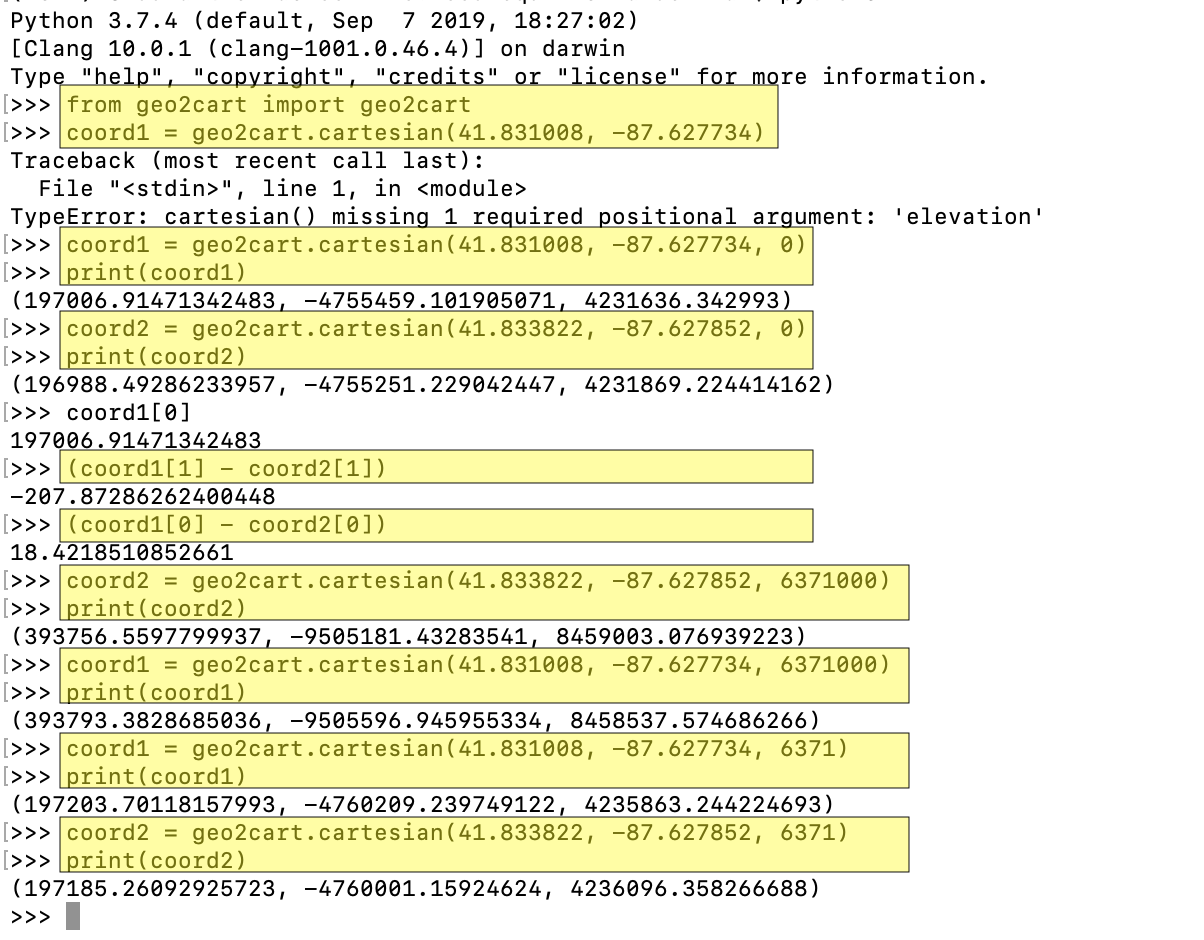 Python 3.7.4 (default, Sep  7 2019, 18:27:02)
[Clang 10.0.1 (clang-1001.0.46.4)] on darwin
Type "help", "copyright", "credits" or "license" for more information.
[>>> from geo2cart import geo2cart
[>>> coord1 = geo2cart.cartesian(41.831008, -87.627734)
Traceback (most recent call last):
  File "<stdin>", line 1, in <module>
TypeError: cartesian() missing 1 required positional argument: 'elevation'
[>>> coord1 = geo2cart.cartesian(41.831008, -87.627734, 0)
[>>> print(coord1)
(197006.91471342483, -4755459.101905071, 4231636.342993)
[>>> coord2 = geo2cart.cartesian(41.833822, -87.627852, 0)
[>>> print(coord2)
(196988.49286233957, -4755251.229042447, 4231869.224414162)
[>>> coord1[0]
197006.91471342483
[>>> (coord1[1] - coord2[1])
-207.87286262400448
[>>> (coord1[0] - coord2[0])
18.4218510852661
[>>> coord2 = geo2cart.cartesian(41.833822, -87.627852, 6371000)
[>>> print(coord2)
(393756.5597799937, -9505181.43283541, 8459003.076939223)
[>>> coord1 = geo2cart.cartesian(41.831008, -87.627734, 6371000)
[>>> print(coord1)
(393793.3828685036, -9505596.945955334, 8458537.574686266)
[>>> coord1 = geo2cart.cartesian(41.831008, -87.627734, 6371)
[>>> print(coord1)
(197203.70118157993, -4760209.239749122, 4235863.244224693)
[>>> coord2 = geo2cart.cartesian(41.833822, -87.627852, 6371)
[>>> print(coord2)
(197185.26092925723, -4760001.15924624, 4236096.358266688)
>>>